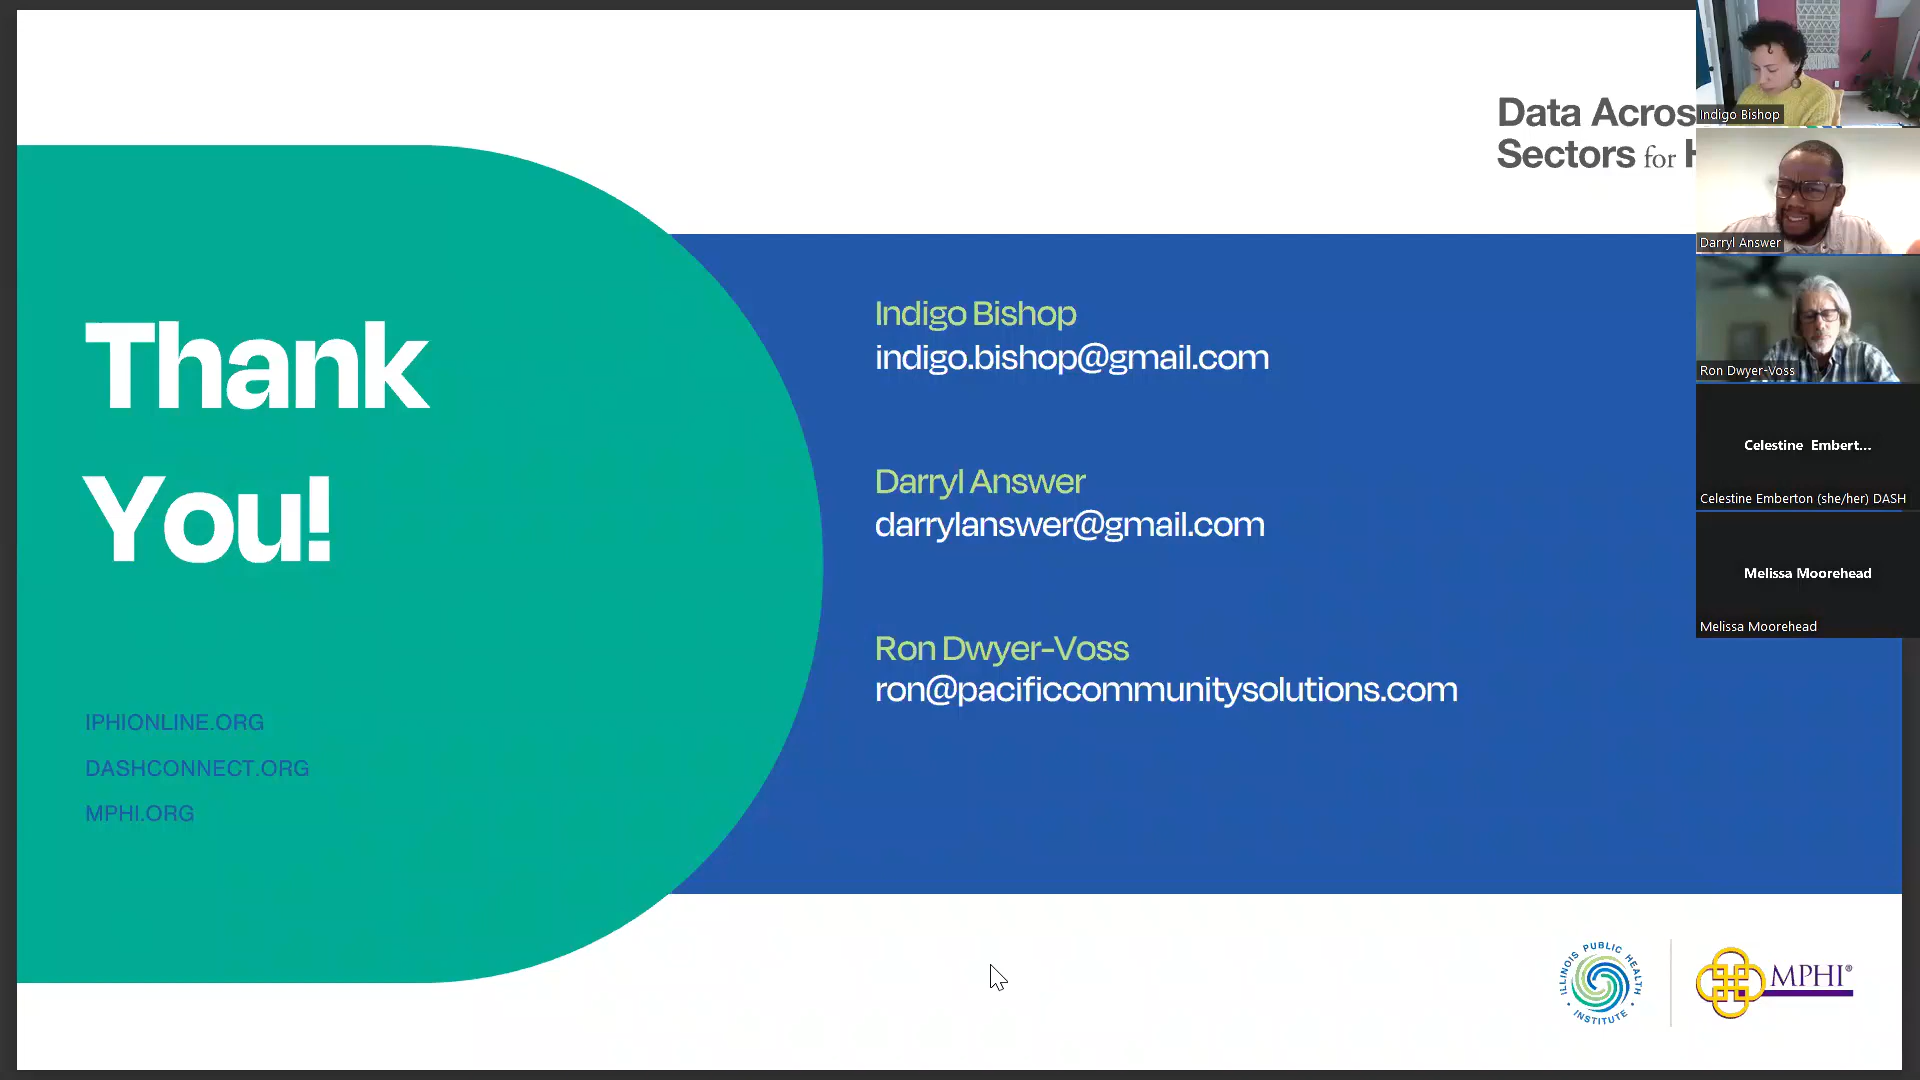 Data Acros
Sectors for H
Thank
You!
IPHIONLINE.ORG
DASHCONNECT.ORG
MPHI.ORG
Indigo Bishop
indigo.bishop@gmail.com
Darryl Answer
darrylanswer@gmail.com
Ron Dwyer-Voss
ron@pacificcommunitysolutions.com
Indigo Bishop
Darryl Answer
Ron Dwyer-Voss
Celestine Embert...
Celestine Emberton (she/her) DASH
Melissa Moorehead
Melissa Moorehead
ILLINOIS PUBLIC HEALTH
INSTITUTE
MPHI®